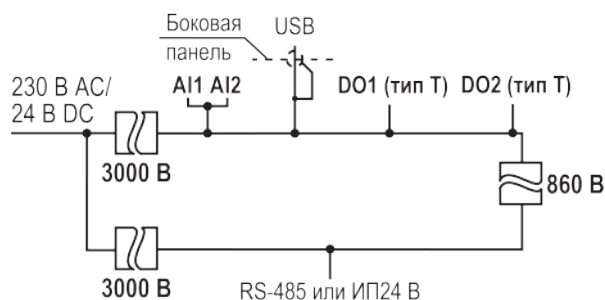 Боковая
панель
USB
230 В AC/
24 В DC
AI1 AI2
DO1 (тип Т)
DO2 (тип Т)
3000 В
860 В
3000 В
RS-485 или ИП24 В